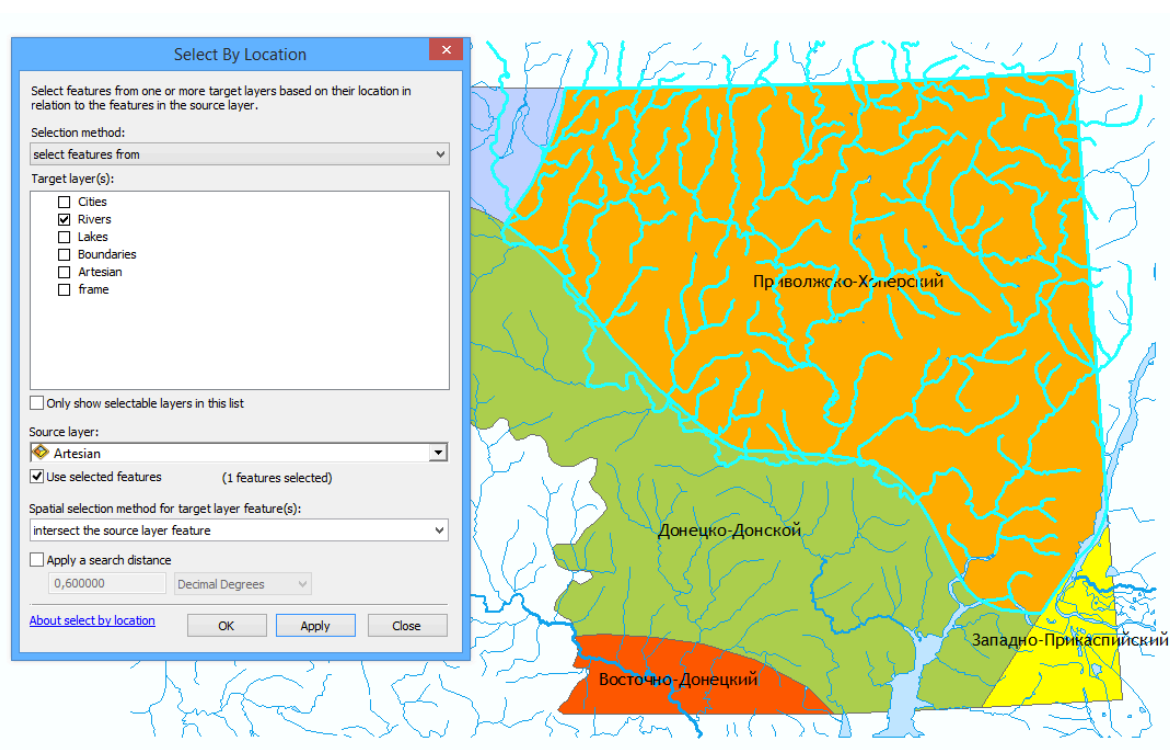 Select By Location
Select features from one or more target layers based on their location in
relation to the features in the source layer.
Selection method:
select features from
Target layer(s):
Cities
Rivers
Lakes
Boundaries
Artesian
frame
Only show selectable layers in this list
Source layer:
Artesian
Use selected features (1 features selected)
Spatial selection method for target layer feature(s):
intersect the source layer feature
Apply a search distance
0,600000 Decimal Degrees
About select by location OK Apply Close
Приволжско-Хоперский
Донецко-Донской
Западно-Прикаспийский
Восточно-Донецкий